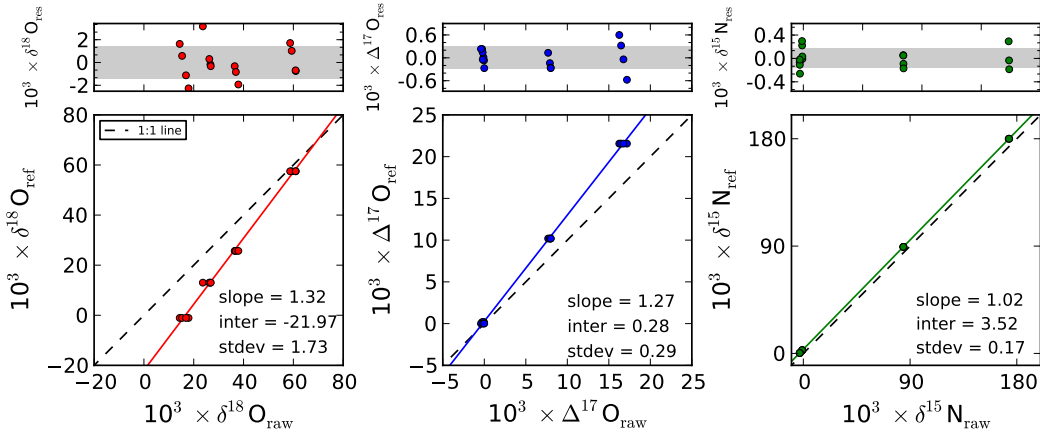 10³ × δ¹⁸O_res
2
0
−2
10³ × Δ¹⁷O_res
0.6
0.0
-0.6
10³ × δ¹⁵N_res
0.4
0.0
-0.4
10³ × δ¹⁸O_ref
80
60
40
20
0
−20
1:1 line
slope = 1.32
inter = -21.97
stdev = 1.73
−20 0 20 40 60 80
10³ × δ¹⁸O_raw
10³ × Δ¹⁷O_ref
25
20
15
10
5
0
−5
slope = 1.27
inter = 0.28
stdev = 0.29
−5 0 5 10 15 20 25
10³ × Δ¹⁷O_raw
10³ × δ¹⁵N_ref
180
90
0
slope = 1.02
inter = 3.52
stdev = 0.17
0 90 180
10³ × δ¹⁵N_raw